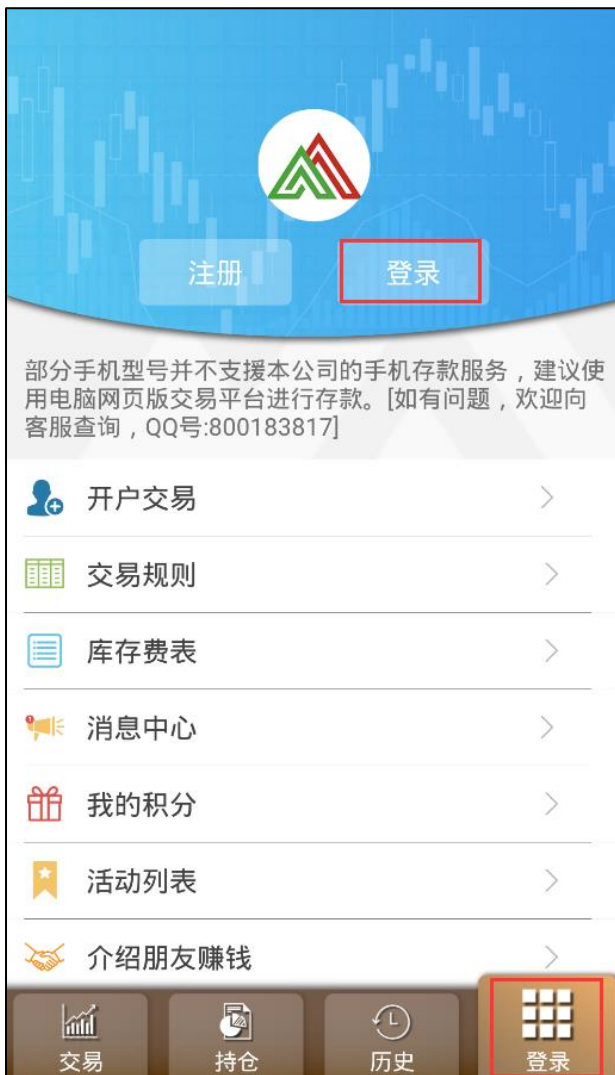 注册 登录
部分手机型号并不支援本公司的手机存款服务，建议使
用电脑网页版交易平台进行存款。[如有问题，欢迎向
客服查询，QQ号:800183817]
开户交易
交易规则
库存费表
消息中心
我的积分
活动列表
介绍朋友赚钱
交易 持仓 历史 登录